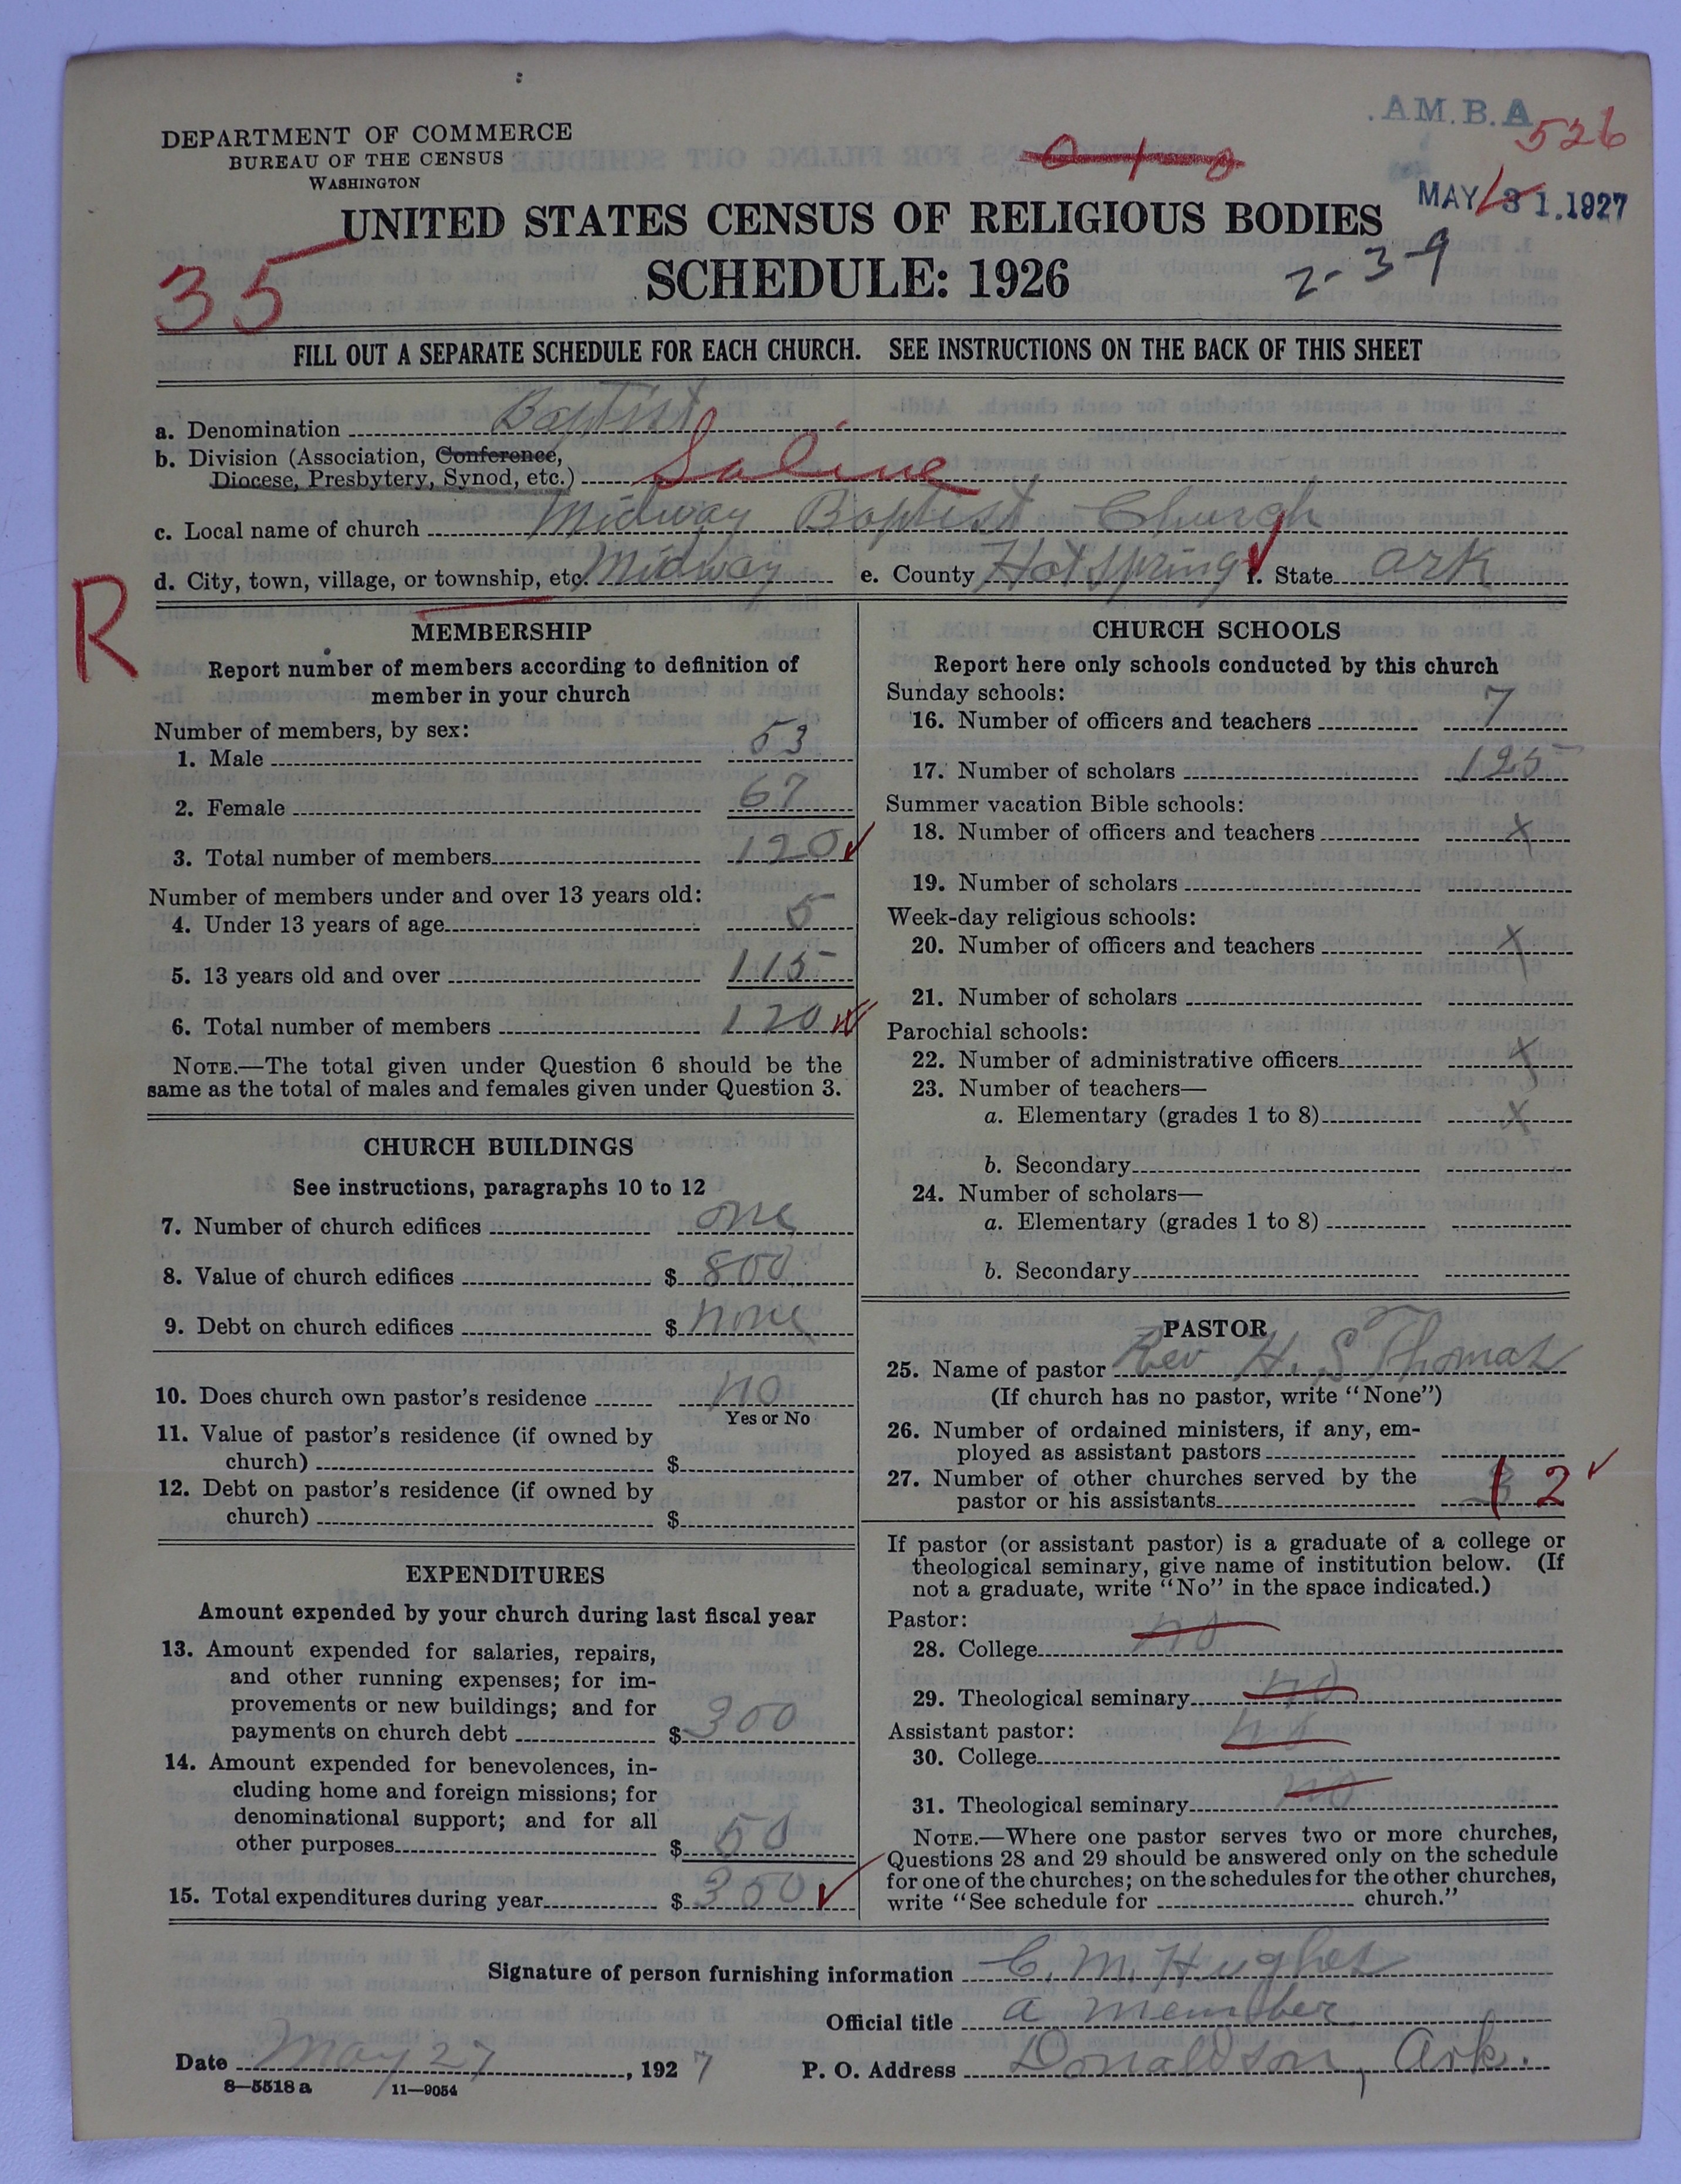 A.M.B.A
526
DEPARTMENT OF COMMERCE
BUREAU OF THE CENSUS
WASHINGTON
MAY 31.1927
UNITED STATES CENSUS OF RELIGIOUS BODIES
SCHEDULE: 1926
2-3-9
35
FILL OUT A SEPARATE SCHEDULE FOR EACH CHURCH. SEE INSTRUCTIONS ON THE BACK OF THIS SHEET
a. Denomination Baptist
b. Division (Association, Conference,
Diocese, Presbytery, Synod, etc.) Saline
c. Local name of church Midway Baptist Church
d. City, town, village, or township, etc. Midway e. County Hot Spring f. State Ark
R
MEMBERSHIP
Report number of members according to definition of
member in your church
Number of members, by sex:
1. Male 53
2. Female 67
3. Total number of members 120
Number of members under and over 13 years old:
4. Under 13 years of age 5
5. 13 years old and over 115
6. Total number of members 120
NOTE.—The total given under Question 6 should be the
same as the total of males and females given under Question 3.
CHURCH BUILDINGS
See instructions, paragraphs 10 to 12
7. Number of church edifices one
8. Value of church edifices $ 800
9. Debt on church edifices $ none
10. Does church own pastor's residence no
Yes or No
11. Value of pastor's residence (if owned by
church) $
12. Debt on pastor's residence (if owned by
church) $
EXPENDITURES
Amount expended by your church during last fiscal year
13. Amount expended for salaries, repairs,
and other running expenses; for im-
provements or new buildings; and for
payments on church debt $ 300
14. Amount expended for benevolences, in-
cluding home and foreign missions; for
denominational support; and for all
other purposes $ 50
15. Total expenditures during year $ 300
CHURCH SCHOOLS
Report here only schools conducted by this church
Sunday schools:
16. Number of officers and teachers 7
17. Number of scholars 125
Summer vacation Bible schools:
18. Number of officers and teachers x
19. Number of scholars
Week-day religious schools:
20. Number of officers and teachers x
21. Number of scholars
Parochial schools:
22. Number of administrative officers x
23. Number of teachers—
a. Elementary (grades 1 to 8) x
b. Secondary
24. Number of scholars—
a. Elementary (grades 1 to 8)
b. Secondary
PASTOR
25. Name of pastor Rev H. S Thomas
(If church has no pastor, write "None")
26. Number of ordained ministers, if any, em-
ployed as assistant pastors
27. Number of other churches served by the
pastor or his assistants 3 2
If pastor (or assistant pastor) is a graduate of a college or
theological seminary, give name of institution below. (If
not a graduate, write "No" in the space indicated.)
Pastor:
28. College no
29. Theological seminary no
Assistant pastor:
30. College no
31. Theological seminary no
NOTE.—Where one pastor serves two or more churches,
Questions 28 and 29 should be answered only on the schedule
for one of the churches; on the schedules for the other churches,
write "See schedule for church."
Signature of person furnishing information C. M. Hughes
Official title a member
Date May 27, 1927 P. O. Address Donaldson, Ark.
8—5518 a 11—9054